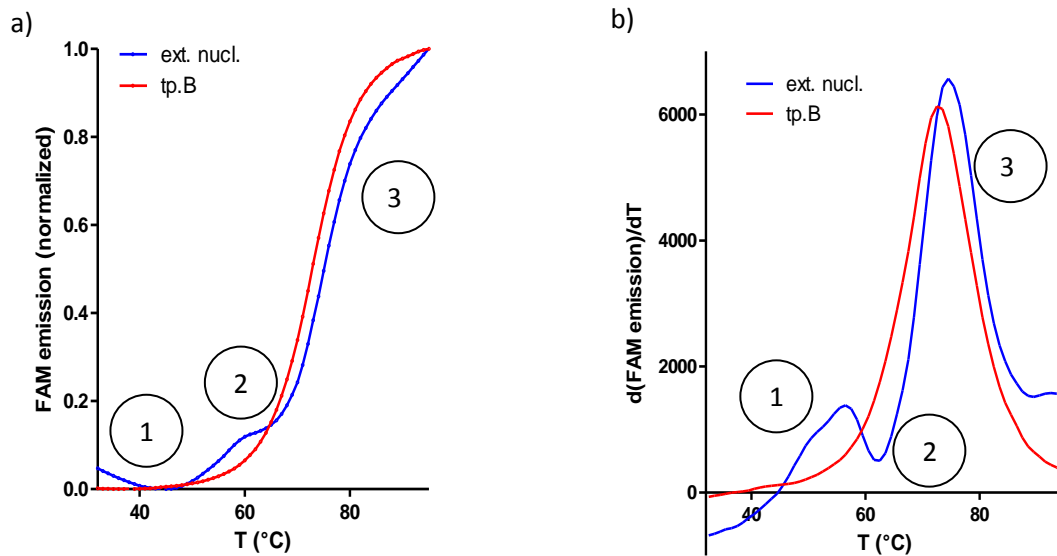 a)
ext. nucl.
tp.B
FAM emission (normalized)
1.0
0.8
0.6
0.4
0.2
0.0
1
2
3
40
60
80
T (°C)
b)
ext. nucl.
tp.B
d(FAM emission)/dT
6000
4000
2000
0
1
2
3
40
60
80
T (°C)